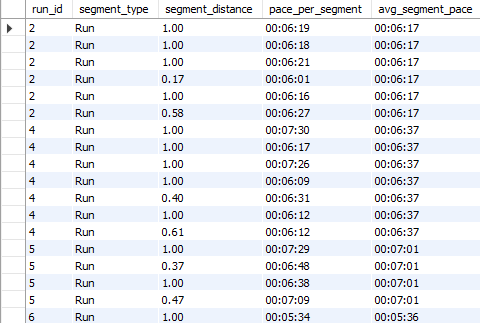 run_id segment_type segment_distance pace_per_segment avg_segment_pace
2 Run 1.00 00:06:19 00:06:17
2 Run 1.00 00:06:18 00:06:17
2 Run 1.00 00:06:21 00:06:17
2 Run 0.17 00:06:01 00:06:17
2 Run 1.00 00:06:16 00:06:17
2 Run 0.58 00:06:27 00:06:17
4 Run 1.00 00:07:30 00:06:37
4 Run 1.00 00:06:17 00:06:37
4 Run 1.00 00:07:26 00:06:37
4 Run 1.00 00:06:09 00:06:37
4 Run 0.40 00:06:31 00:06:37
4 Run 1.00 00:06:12 00:06:37
4 Run 0.61 00:06:12 00:06:37
5 Run 1.00 00:07:29 00:07:01
5 Run 0.37 00:06:48 00:07:01
5 Run 1.00 00:06:38 00:07:01
5 Run 0.47 00:07:09 00:07:01
6 Run 1.00 00:05:34 00:05:36